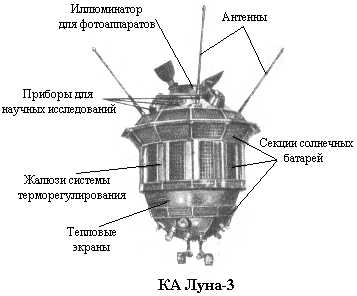 Иллюминатор
для фотоаппаратов
Антенны
Приборы для
научных исследований
Секции солнечных
батарей
Жалюзи системы
терморегулирования
Тепловые
экраны
КА Луна-3